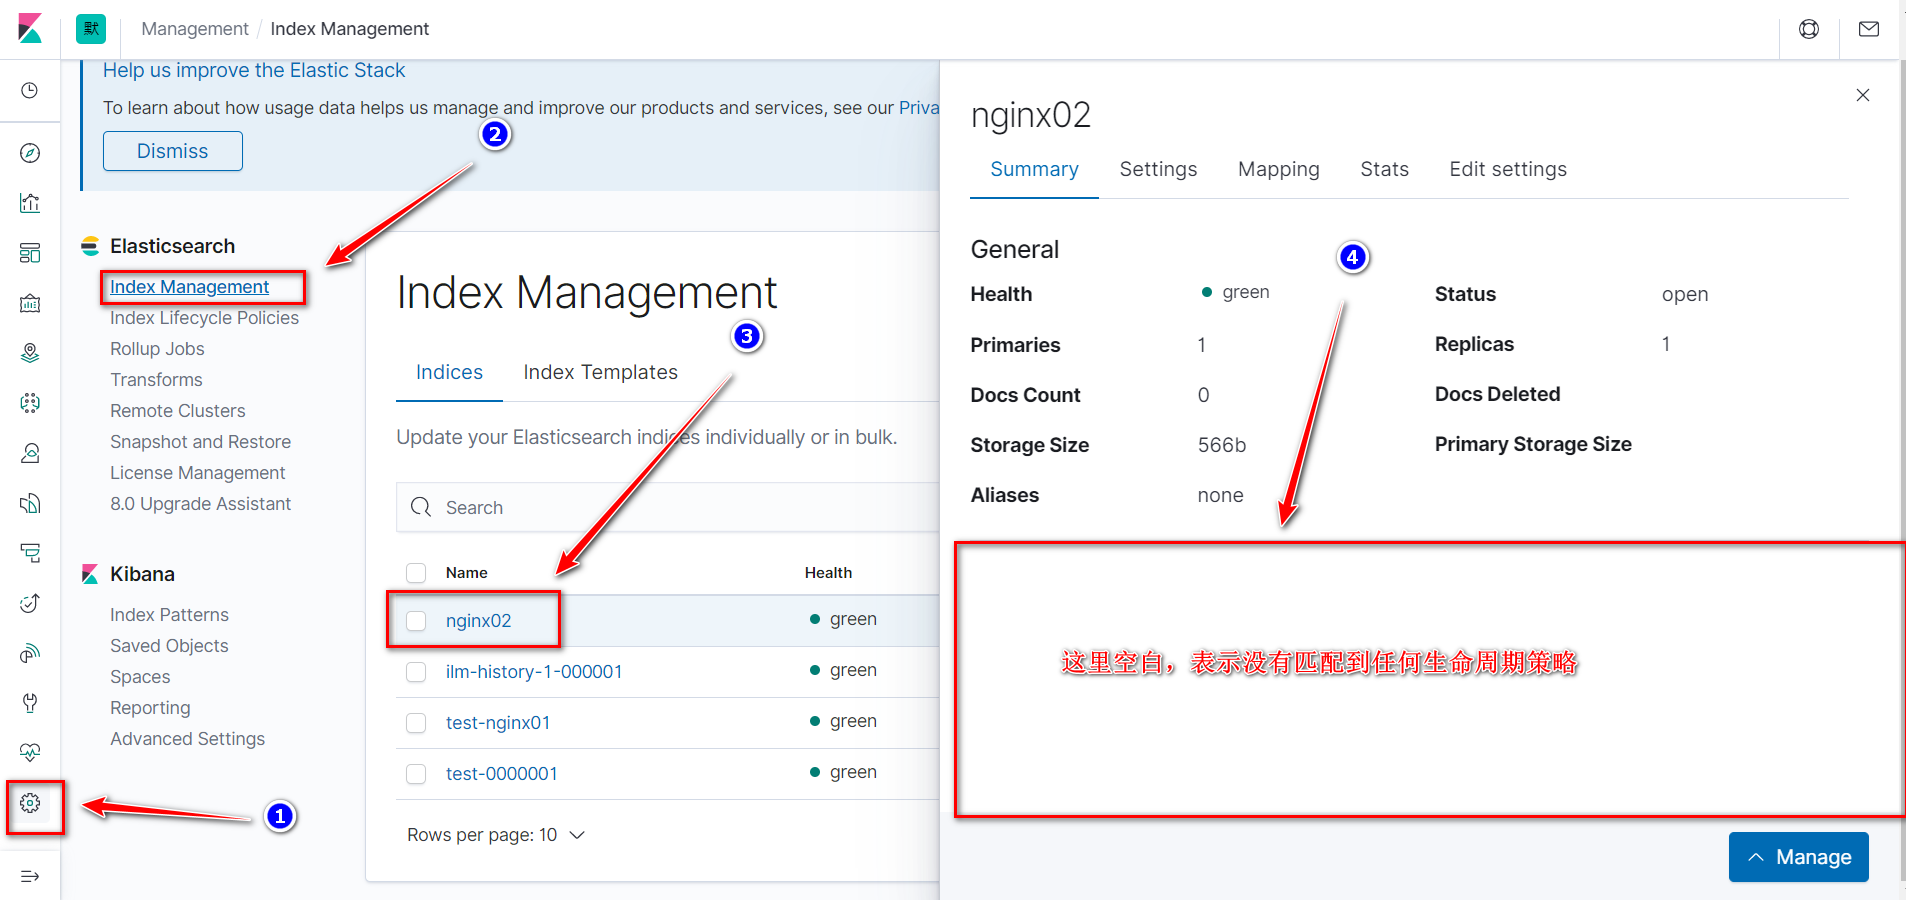 默
Management / Index Management
Help us improve the Elastic Stack
To learn about how usage data helps us manage and improve our products and services, see our Priva
Dismiss
2
Elasticsearch
Index Management
Index Lifecycle Policies
Rollup Jobs
Transforms
Remote Clusters
Snapshot and Restore
License Management
8.0 Upgrade Assistant
Kibana
Index Patterns
Saved Objects
Spaces
Reporting
Advanced Settings
1
Index Management
3
Indices Index Templates
Update your Elasticsearch indices individually or in bulk.
Search
Name Health
nginx02 green
ilm-history-1-000001 green
test-nginx01 green
test-0000001 green
Rows per page: 10
nginx02
Summary Settings Mapping Stats Edit settings
General
4
Health green Status open
Primaries 1 Replicas 1
Docs Count 0 Docs Deleted
Storage Size 566b Primary Storage Size
Aliases none
这里空白，表示没有匹配到任何生命周期策略
Manage